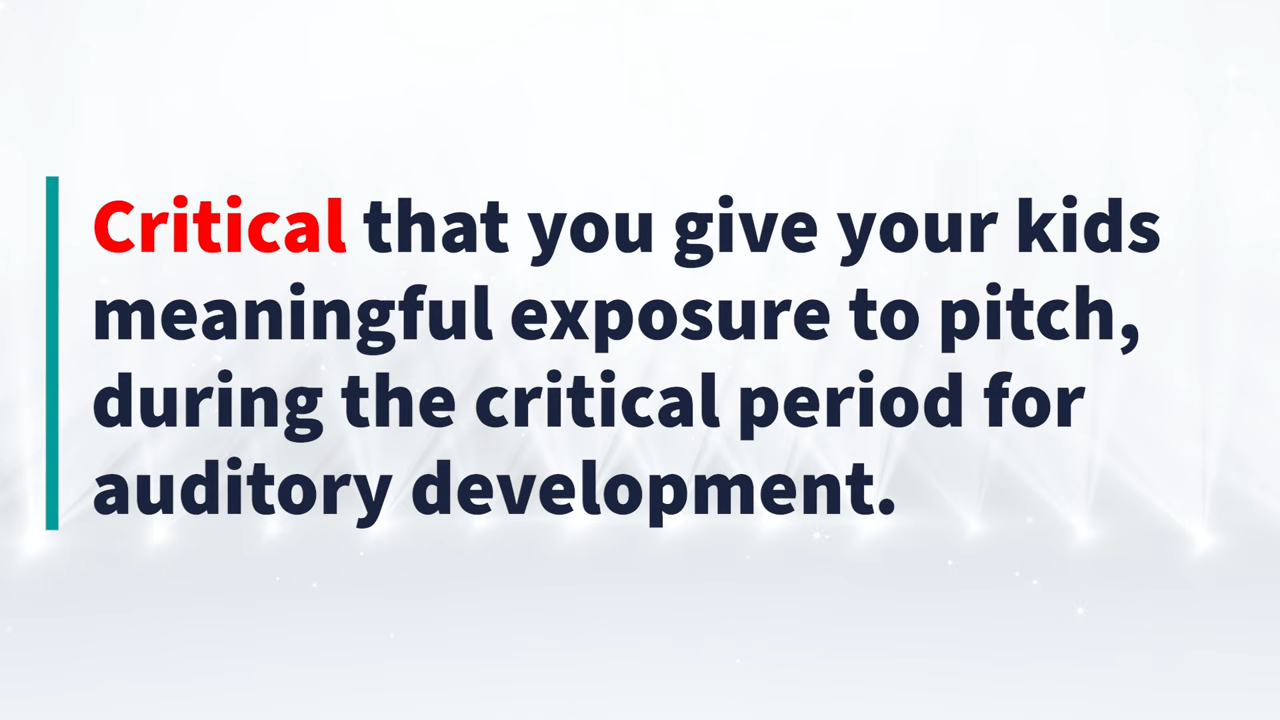 Critical that you give your kids
meaningful exposure to pitch,
during the critical period for
auditory development.